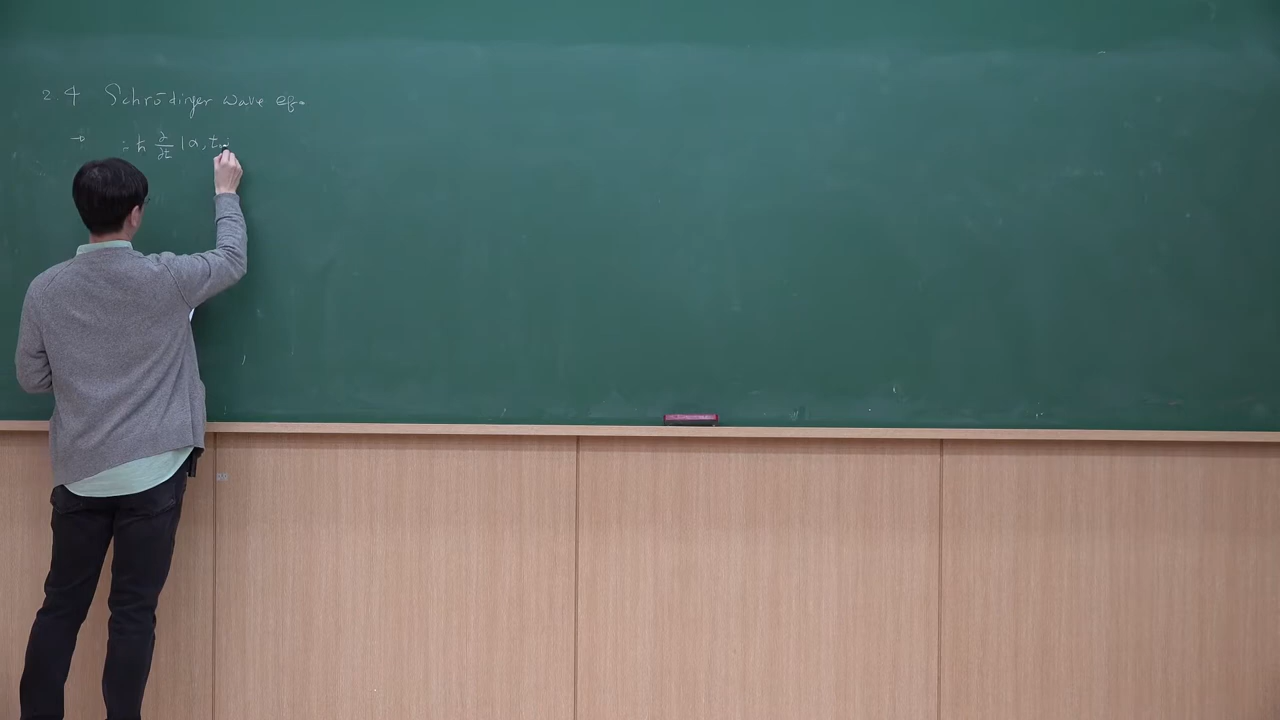 2.4 Schrödinger wave eq.
→ iħ ∂/∂t |α, t₀;